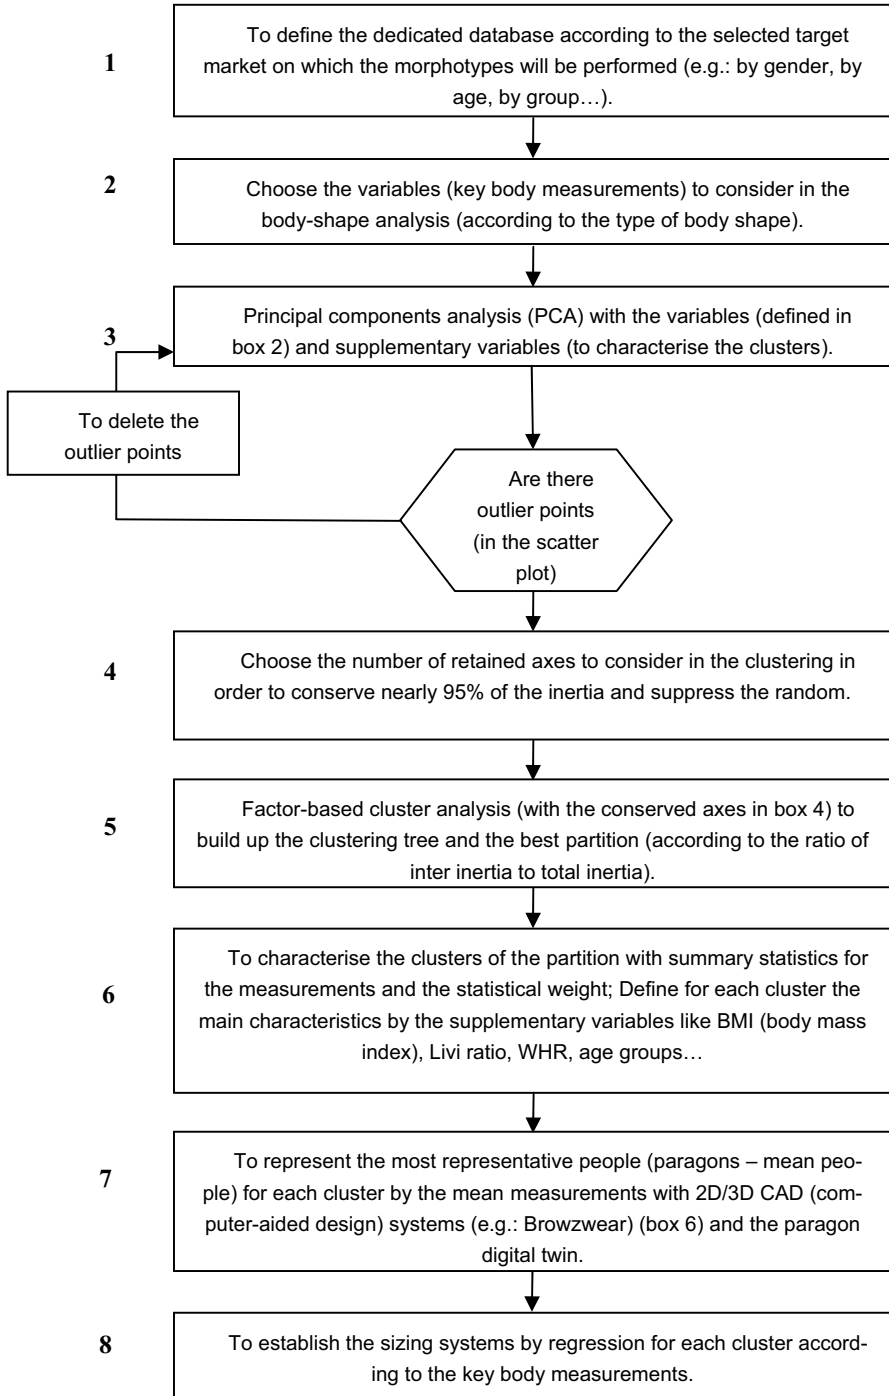 1
To define the dedicated database according to the selected target
market on which the morphotypes will be performed (e.g.: by gender, by
age, by group…).
2
Choose the variables (key body measurements) to consider in the
body-shape analysis (according to the type of body shape).
3
Principal components analysis (PCA) with the variables (defined in
box 2) and supplementary variables (to characterise the clusters).
To delete the
outlier points
Are there
outlier points
(in the scatter
plot)
4
Choose the number of retained axes to consider in the clustering in
order to conserve nearly 95% of the inertia and suppress the random.
5
Factor-based cluster analysis (with the conserved axes in box 4) to
build up the clustering tree and the best partition (according to the ratio of
inter inertia to total inertia).
6
To characterise the clusters of the partition with summary statistics for
the measurements and the statistical weight; Define for each cluster the
main characteristics by the supplementary variables like BMI (body mass
index), Livi ratio, WHR, age groups…
7
To represent the most representative people (paragons – mean peo-
ple) for each cluster by the mean measurements with 2D/3D CAD (com-
puter-aided design) systems (e.g.: Browzwear) (box 6) and the paragon
digital twin.
8
To establish the sizing systems by regression for each cluster accord-
ing to the key body measurements.